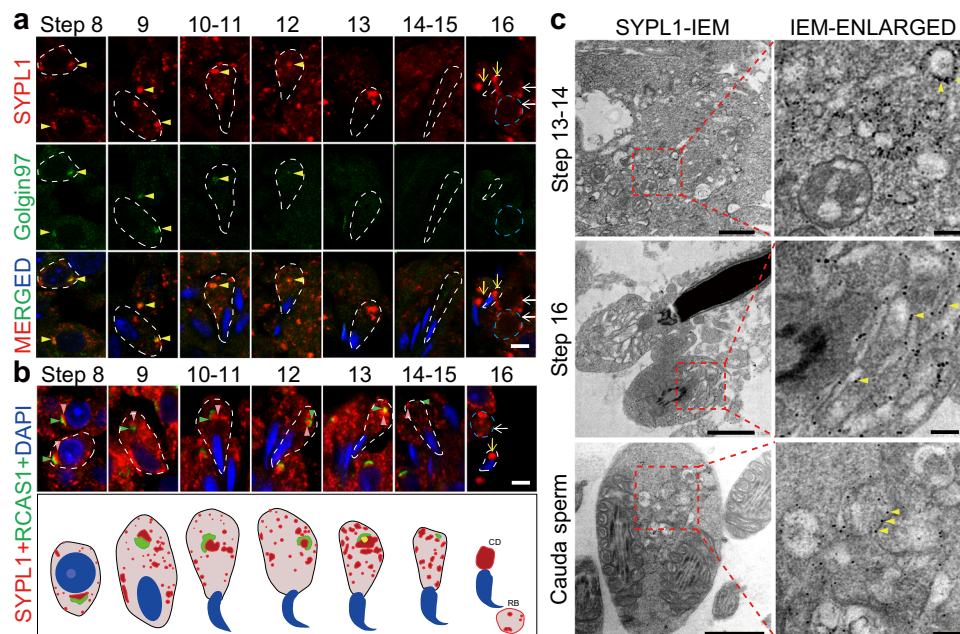 a
Step 8 9 10-11 12 13 14-15 16
SYPL1
Golgin97
MERGED
b
Step 8 9 10-11 12 13 14-15 16
SYPL1+RCAS1+DAPI
CD
RB
c
SYPL1-IEM IEM-ENLARGED
Step 13-14
Step 16
Cauda sperm